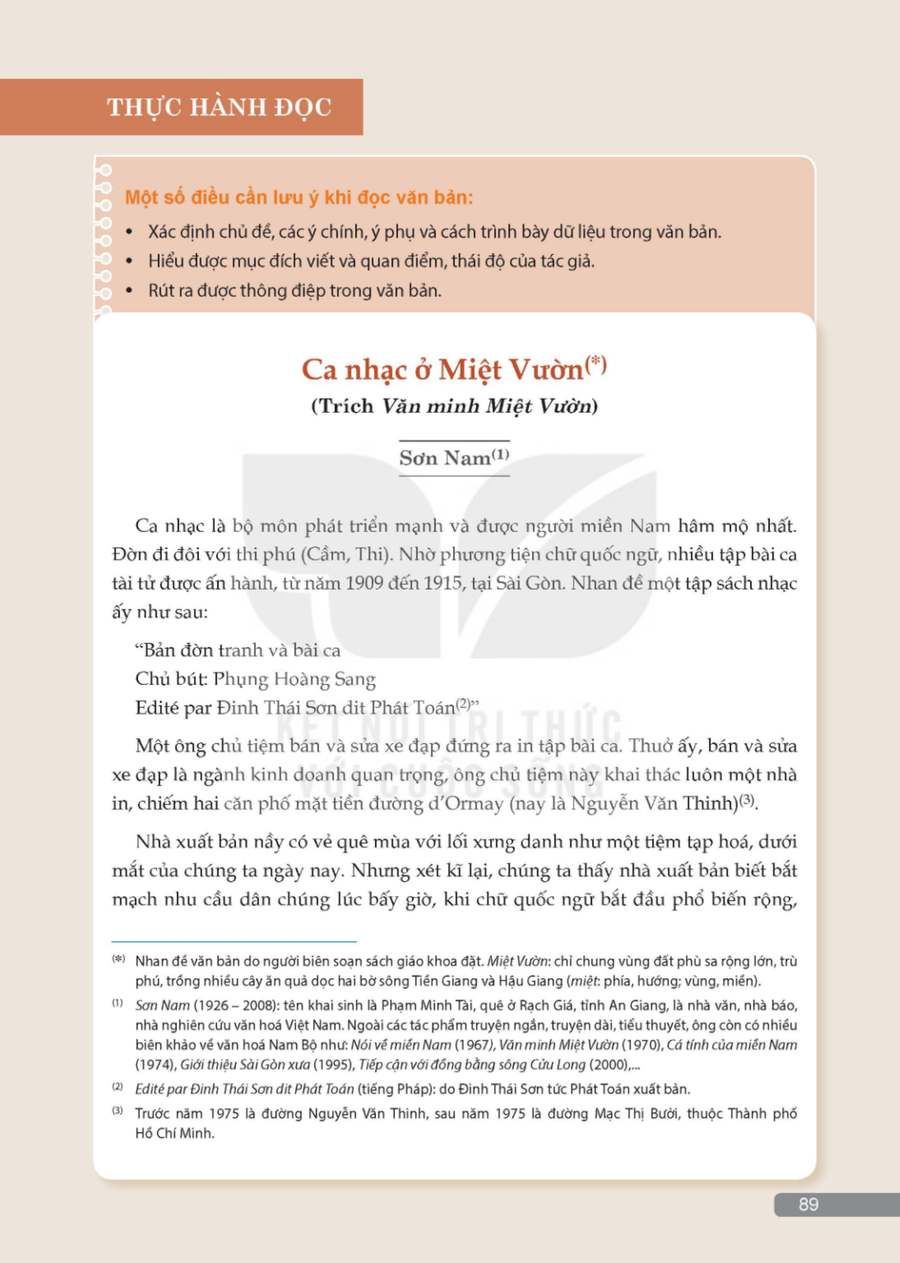 THỰC HÀNH ĐỌC
Một số điều cần lưu ý khi đọc văn bản:
• Xác định chủ đề, các ý chính, ý phụ và cách trình bày dữ liệu trong văn bản.
• Hiểu được mục đích viết và quan điểm, thái độ của tác giả.
• Rút ra được thông điệp trong văn bản.
Ca nhạc ở Miệt Vườn(*)
(Trích Văn minh Miệt Vườn)
Sơn Nam(1)
Ca nhạc là bộ môn phát triển mạnh và được người miền Nam hâm mộ nhất.
Đờn đi đôi với thi phú (Cầm, Thi). Nhờ phương tiện chữ quốc ngữ, nhiều tập bài ca
tài tử được ấn hành, từ năm 1909 đến 1915, tại Sài Gòn. Nhan đề một tập sách nhạc
ấy như sau:
“Bản đờn tranh và bài ca
Chủ bút: Phụng Hoàng Sang
Edité par Đinh Thái Sơn dit Phát Toán(2)”
KẾT NỐI TRI THỨC
VỚI CUỘC SỐNG
Một ông chủ tiệm bán và sửa xe đạp đứng ra in tập bài ca. Thuở ấy, bán và sửa
xe đạp là ngành kinh doanh quan trọng, ông chủ tiệm này khai thác luôn một nhà
in, chiếm hai căn phố mặt tiền đường d’Ormay (nay là Nguyễn Văn Thinh)(3).
Nhà xuất bản nầy có vẻ quê mùa với lối xưng danh như một tiệm tạp hoá, dưới
mắt của chúng ta ngày nay. Nhưng xét kĩ lại, chúng ta thấy nhà xuất bản biết bắt
mạch nhu cầu dân chúng lúc bấy giờ, khi chữ quốc ngữ bắt đầu phổ biến rộng,
(*) Nhan đề văn bản do người biên soạn sách giáo khoa đặt. Miệt Vườn: chỉ chung vùng đất phù sa rộng lớn, trù
phú, trồng nhiều cây ăn quả dọc hai bờ sông Tiền Giang và Hậu Giang (miệt: phía, hướng; vùng, miền).
(1) Sơn Nam (1926 – 2008): tên khai sinh là Phạm Minh Tài, quê ở Rạch Giá, tỉnh An Giang, là nhà văn, nhà báo,
nhà nghiên cứu văn hoá Việt Nam. Ngoài các tác phẩm truyện ngắn, truyện dài, tiểu thuyết, ông còn có nhiều
biên khảo về văn hoá Nam Bộ như: Nói về miền Nam (1967), Văn minh Miệt Vườn (1970), Cá tính của miền Nam
(1974), Giới thiệu Sài Gòn xưa (1995), Tiếp cận với đồng bằng sông Cửu Long (2000),...
(2) Edité par Đinh Thái Sơn dit Phát Toán (tiếng Pháp): do Đinh Thái Sơn tức Phát Toán xuất bản.
(3) Trước năm 1975 là đường Nguyễn Văn Thinh, sau năm 1975 là đường Mạc Thị Bưởi, thuộc Thành phố
Hồ Chí Minh.
89